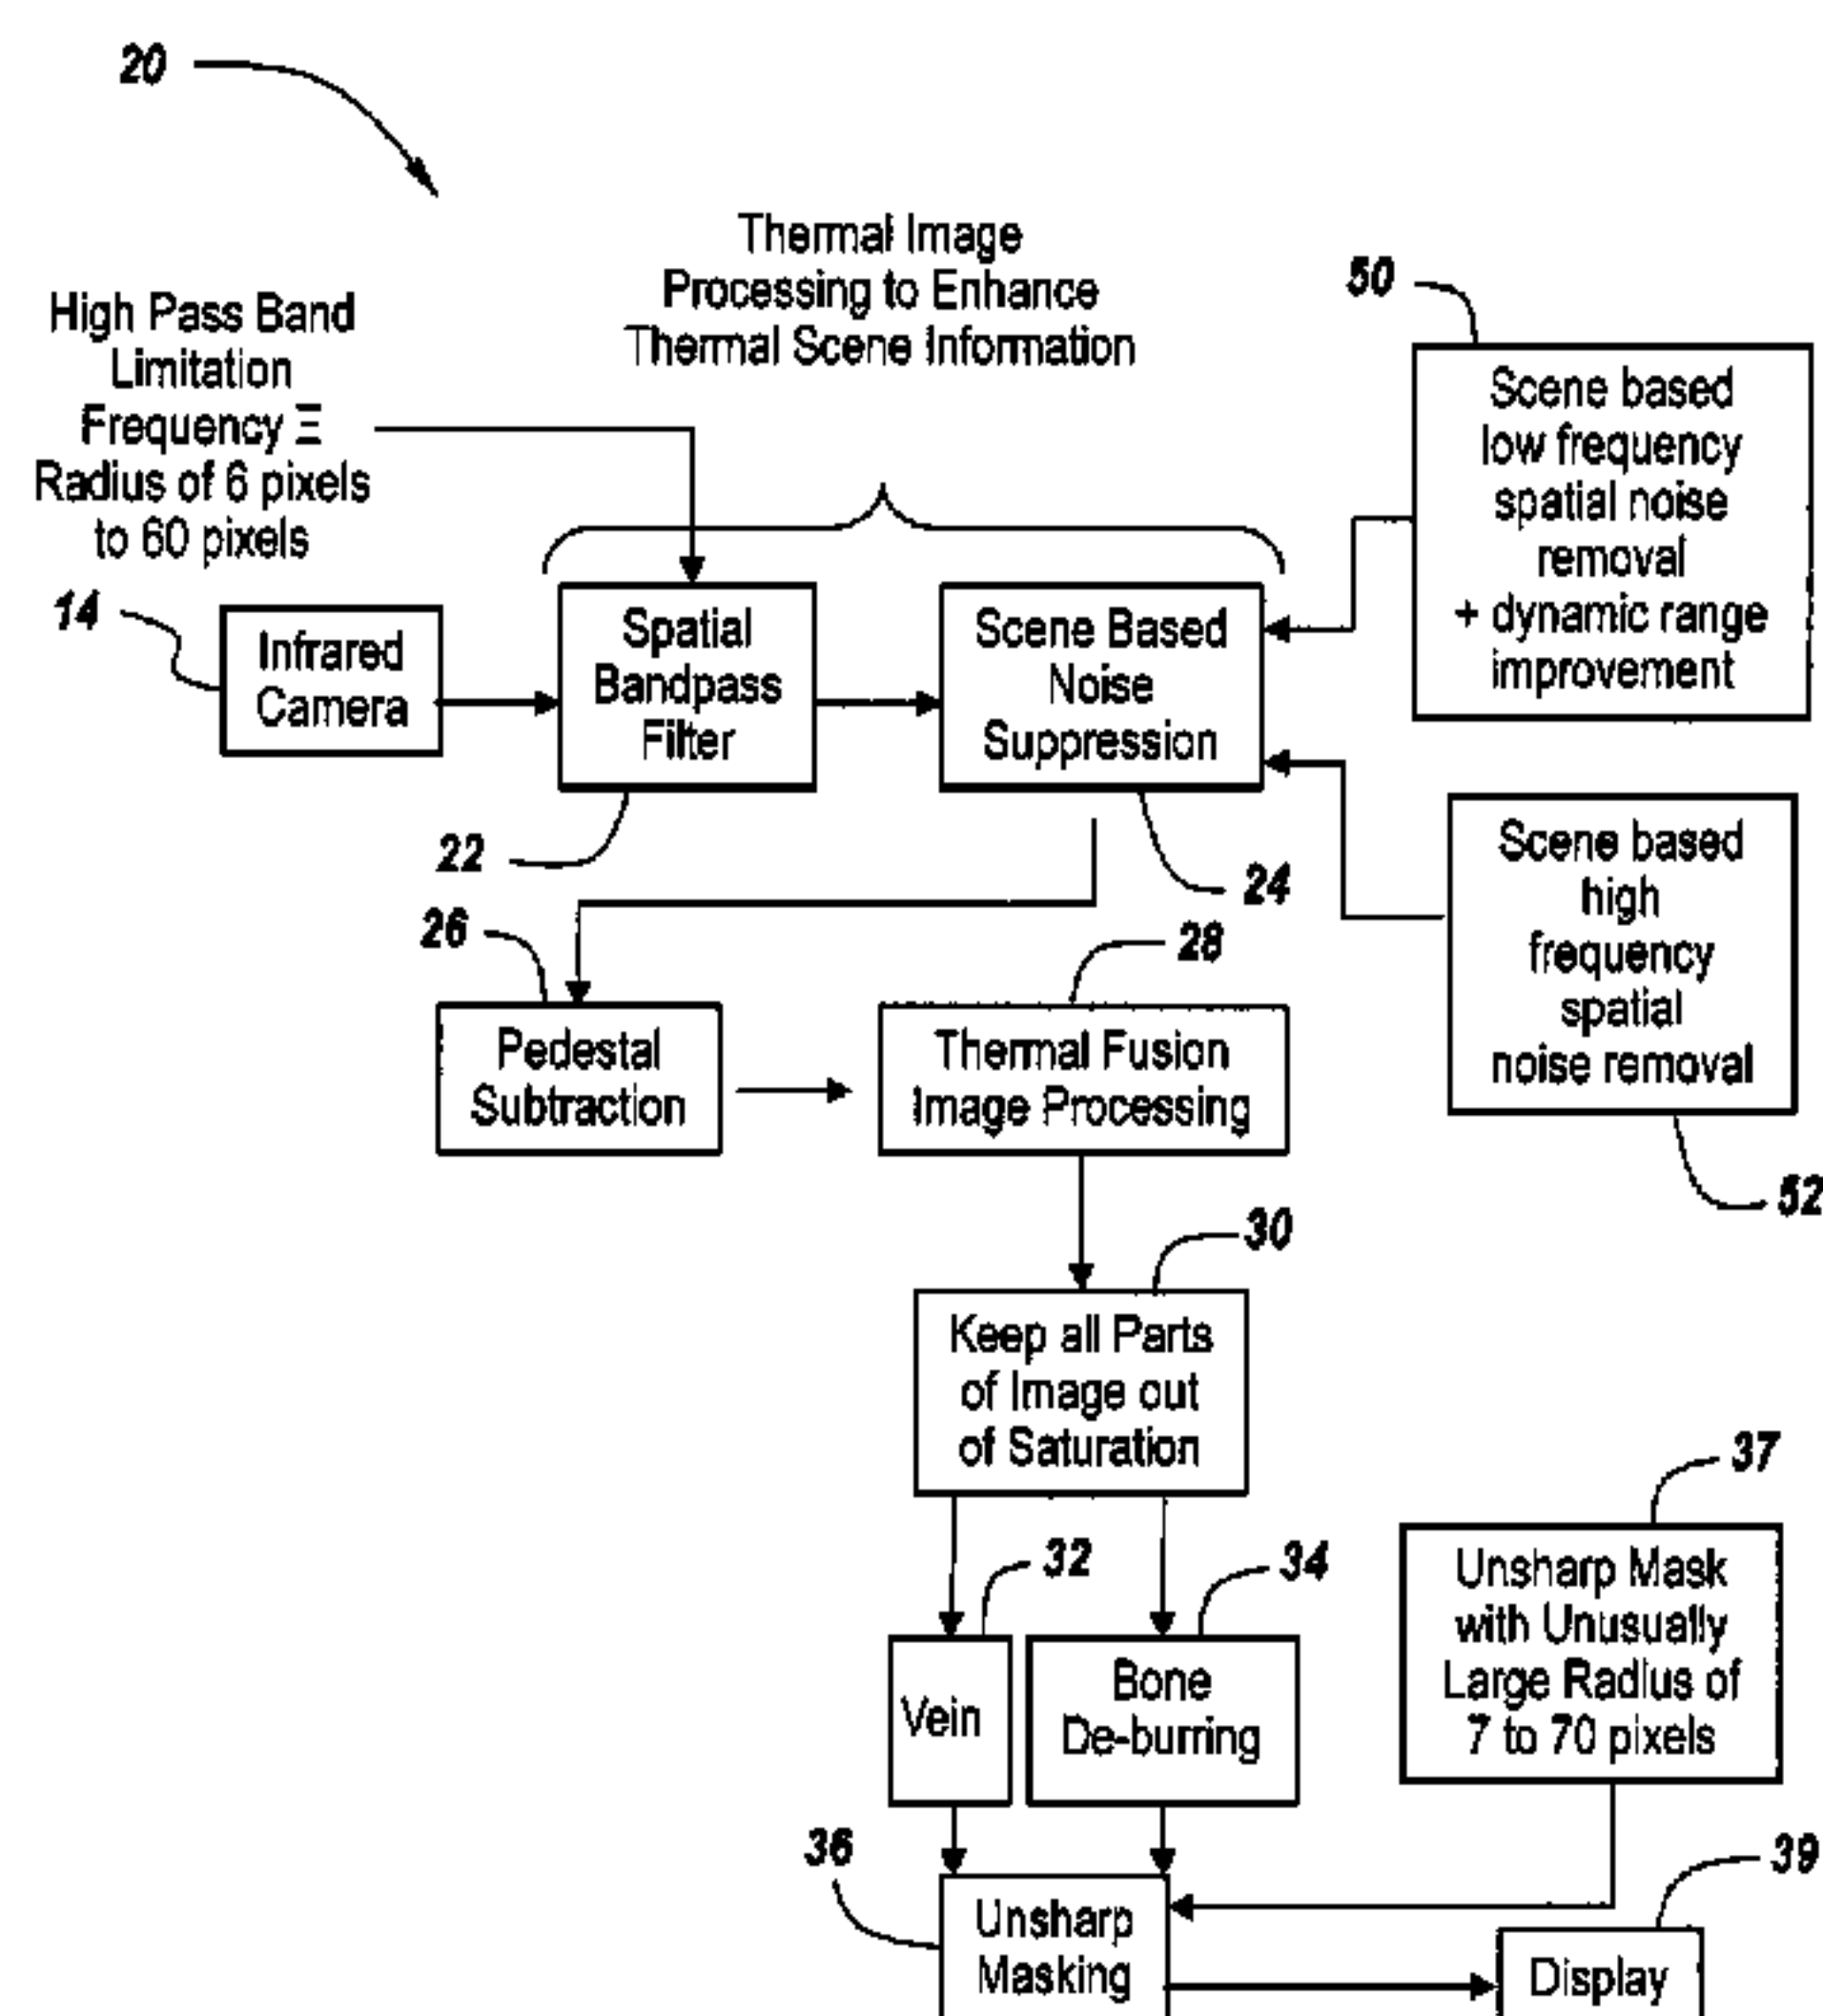 20
Thermal Image
Processing to Enhance
Thermal Scene Information
High Pass Band
Limitation
Frequency Ξ
Radius of 6 pixels
to 60 pixels
50
Scene based
low frequency
spatial noise
removal
+ dynamic range
improvement
14
Infrared
Camera
Spatial
Bandpass
Filter
Scene Based
Noise
Suppression
22
24
Scene based
high
frequency
spatial
noise removal
52
26
28
Pedestal
Subtraction
Thermal Fusion
Image Processing
30
Keep all Parts
of Image out
of Saturation
32
34
37
Vein
Bone
De-burring
Unsharp Mask
with Unusually
Large Radius of
7 to 70 pixels
36
39
Unsharp
Masking
Display